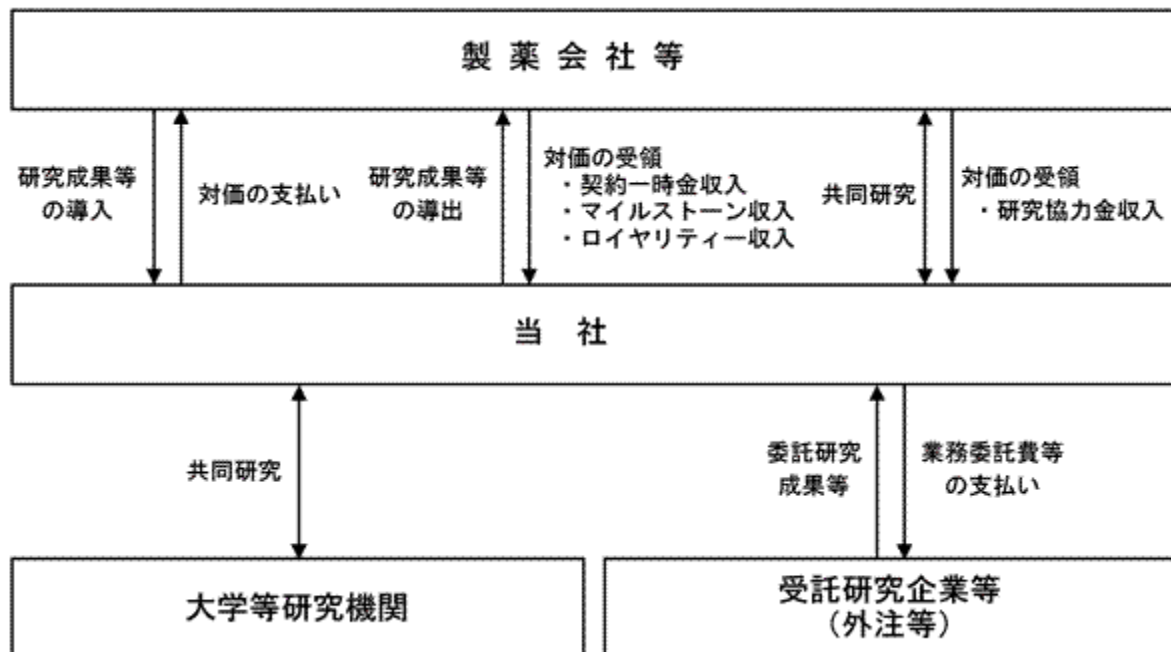 製薬会社等
研究成果等
の導入
対価の支払い
研究成果等
の導出
対価の受領
・契約一時金収入
・マイルストーン収入
・ロイヤリティー収入
共同研究
対価の受領
・研究協力金収入
当社
共同研究
委託研究
成果等
業務委託費等
の支払い
大学等研究機関
受託研究企業等
（外注等）